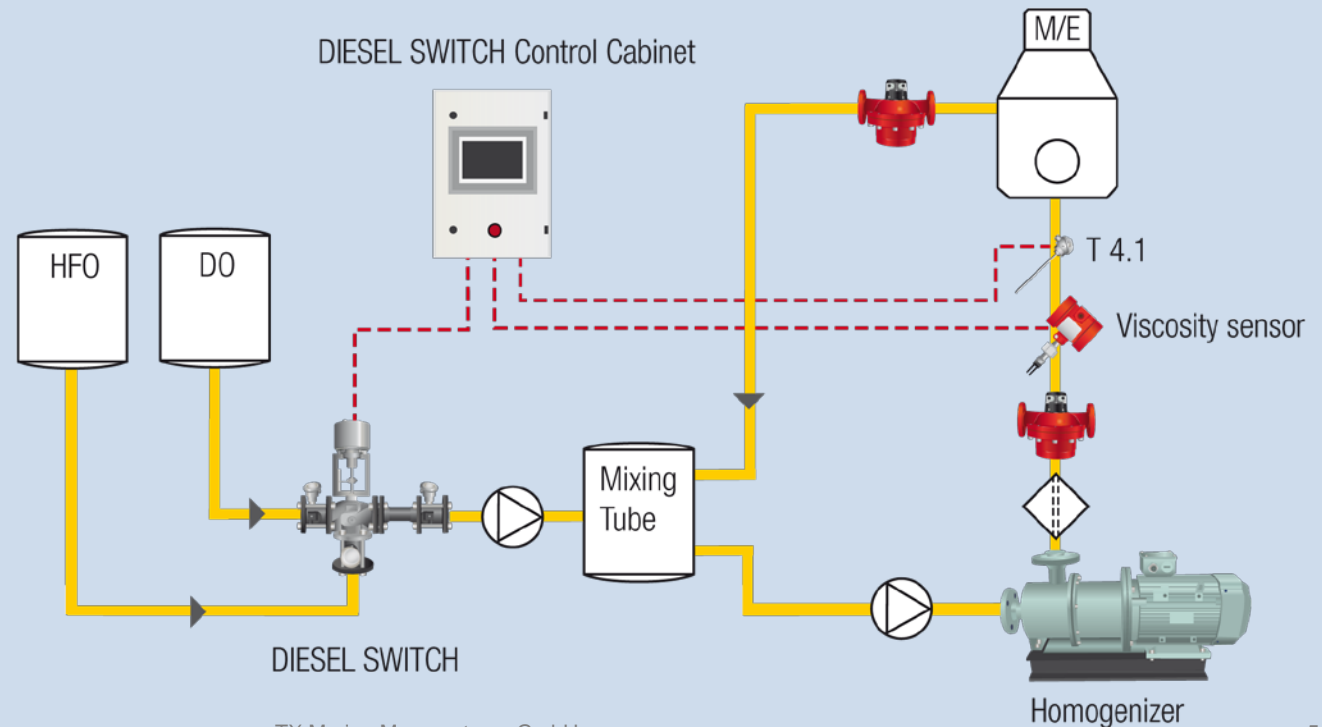 DIESEL SWITCH Control Cabinet
M/E
HFO
DO
T 4.1
Viscosity sensor
Mixing
Tube
DIESEL SWITCH
Homogenizer